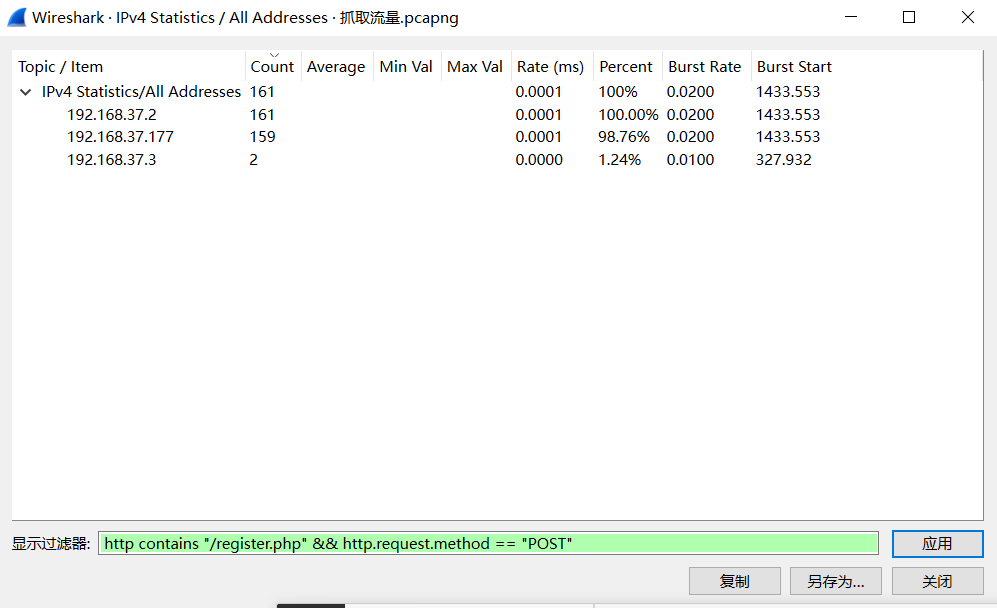 Wireshark · IPv4 Statistics / All Addresses · 抓取流量.pcapng
Topic / Item Count Average Min Val Max Val Rate (ms) Percent Burst Rate Burst Start
IPv4 Statistics/All Addresses 161 0.0001 100% 0.0200 1433.553
192.168.37.2 161 0.0001 100.00% 0.0200 1433.553
192.168.37.177 159 0.0001 98.76% 0.0200 1433.553
192.168.37.3 2 0.0000 1.24% 0.0100 327.932
显示过滤器: http contains "/register.php" && http.request.method == "POST" 应用
复制 另存为... 关闭